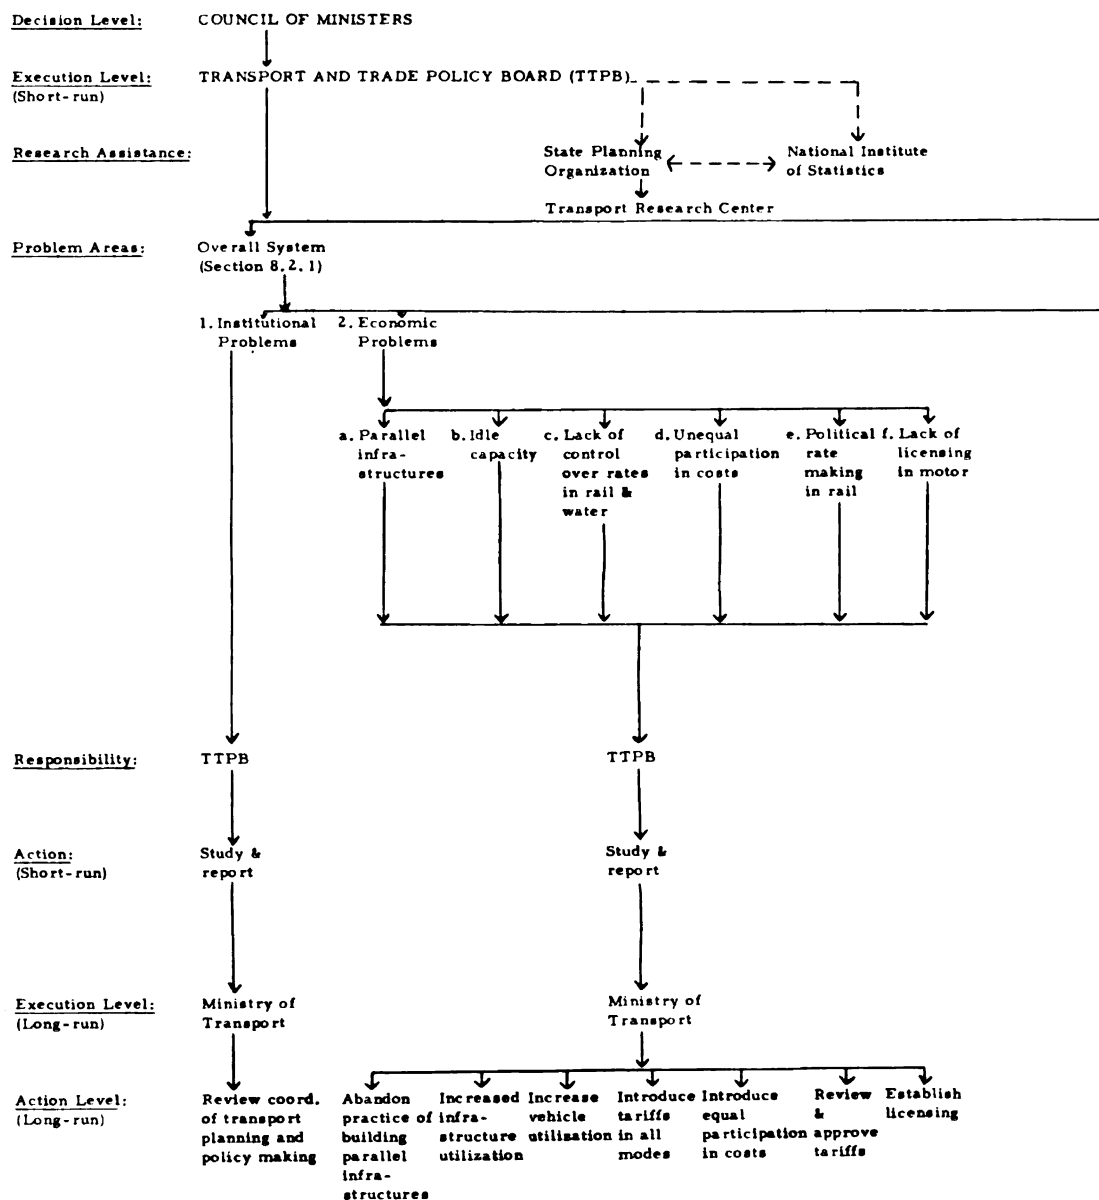 Decision Level: COUNCIL OF MINISTERS
Execution Level: TRANSPORT AND TRADE POLICY BOARD (TTPB)
(Short-run)
Research Assistance:
State Planning
Organization
National Institute
of Statistics
Transport Research Center
Problem Areas:
Overall System
(Section 8.2.1)
1. Institutional
Problems
2. Economic
Problems
a. Parallel
infra-
structures
b. Idle
capacity
c. Lack of
control
over rates
in rail &
water
d. Unequal
participation
in costs
e. Political
rate
making
in rail
f. Lack of
licensing
in motor
Responsibility:
TTPB
TTPB
Action:
(Short-run)
Study &
report
Study &
report
Execution Level:
(Long-run)
Ministry of
Transport
Ministry of
Transport
Action Level:
(Long-run)
Review coord.
of transport
planning and
policy making
Abandon
practice of
building
parallel
infra-
structures
Increased
infra-
structure
utilization
Increase
vehicle
utilisation
Introduce
tariffs
in all
modes
Introduce
equal
participation
in costs
Review
&
approve
tariffs
Establish
licensing